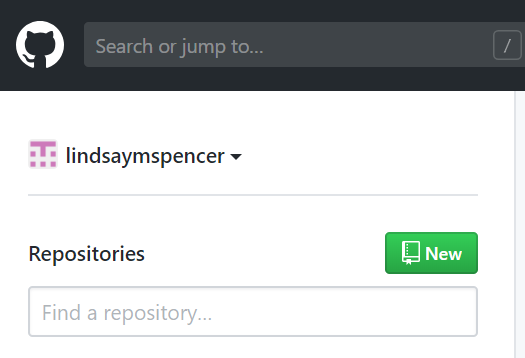 Search or jump to...
/
lindsaymspencer
Repositories
New
Find a repository...